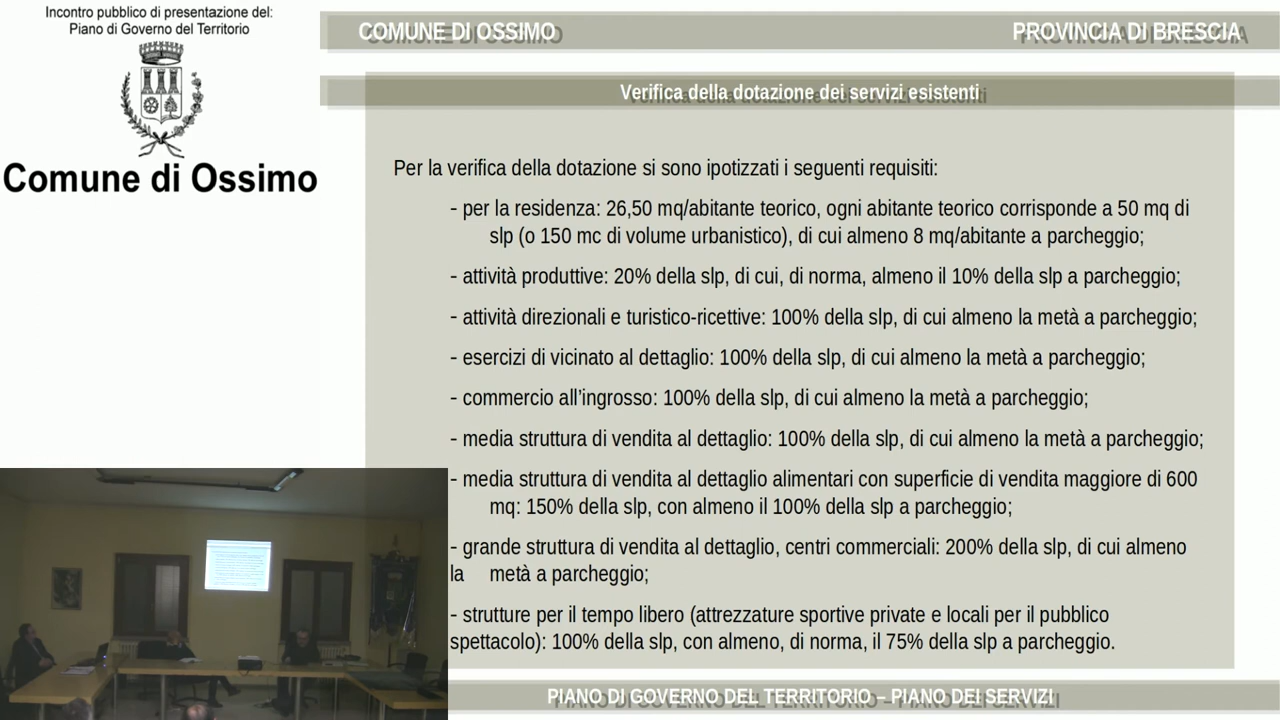 Incontro pubblico di presentazione del:
Piano di Governo del Territorio
Comune di Ossimo
COMUNE DI OSSIMO
PROVINCIA DI BRESCIA
Verifica della dotazione dei servizi esistenti
Per la verifica della dotazione si sono ipotizzati i seguenti requisiti:
- per la residenza: 26,50 mq/abitante teorico, ogni abitante teorico corrisponde a 50 mq di
slp (o 150 mc di volume urbanistico), di cui almeno 8 mq/abitante a parcheggio;
- attività produttive: 20% della slp, di cui, di norma, almeno il 10% della slp a parcheggio;
- attività direzionali e turistico-ricettive: 100% della slp, di cui almeno la metà a parcheggio;
- esercizi di vicinato al dettaglio: 100% della slp, di cui almeno la metà a parcheggio;
- commercio all’ingrosso: 100% della slp, di cui almeno la metà a parcheggio;
- media struttura di vendita al dettaglio: 100% della slp, di cui almeno la metà a parcheggio;
- media struttura di vendita al dettaglio alimentari con superficie di vendita maggiore di 600
mq: 150% della slp, con almeno il 100% della slp a parcheggio;
- grande struttura di vendita al dettaglio, centri commerciali: 200% della slp, di cui almeno
la metà a parcheggio;
- strutture per il tempo libero (attrezzature sportive private e locali per il pubblico
spettacolo): 100% della slp, con almeno, di norma, il 75% della slp a parcheggio.
PIANO DI GOVERNO DEL TERRITORIO – PIANO DEI SERVIZI